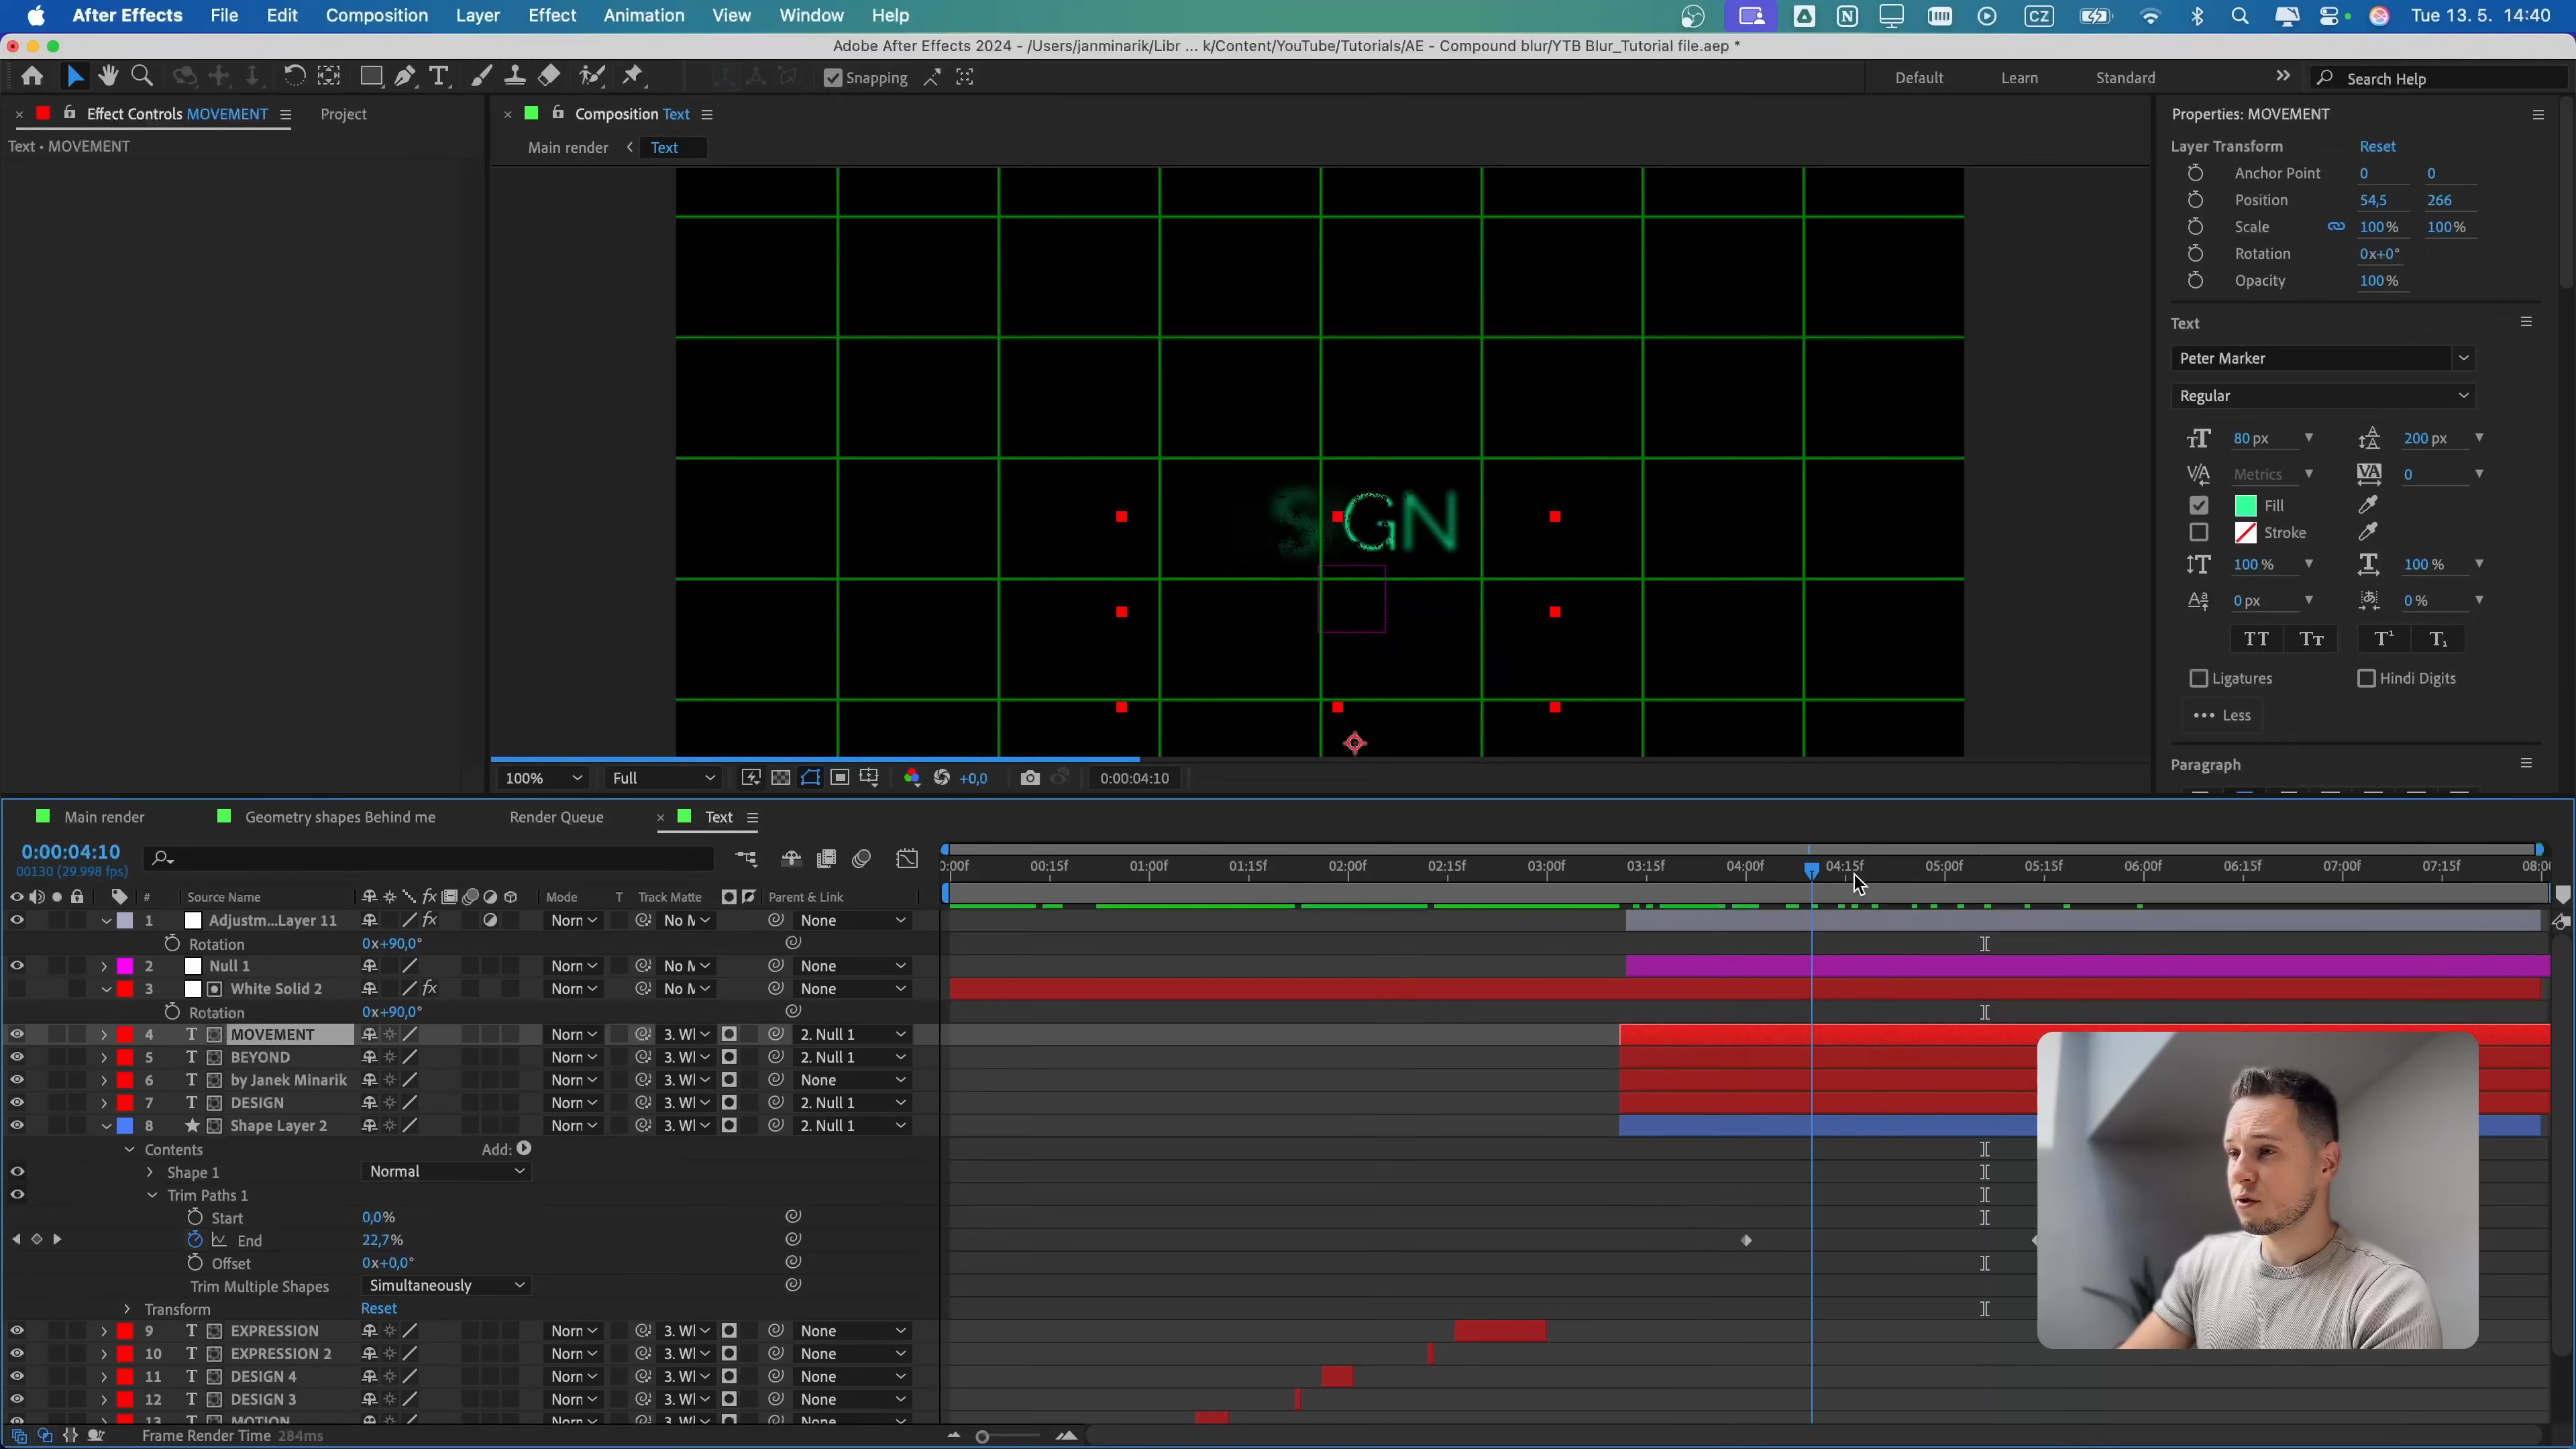 After Effects File Edit Composition Layer Effect Animation View Window Help CZ Tue 13. 5. 14:40
Adobe After Effects 2024 - /Users/janminarik/Libr ... k/Content/YouTube/Tutorials/AE - Compound blur/YTB Blur_Tutorial file.aep *
Snapping Default Learn Standard Search Help
Effect Controls MOVEMENT Project
Text • MOVEMENT
Composition Text
Main render Text
SIGN
100% Full +0,0 0:00:04:10
Properties: MOVEMENT
Layer Transform Reset
Anchor Point 0 0
Position 54,5 266
Scale 100% 100%
Rotation 0x+0°
Opacity 100%
Text
Peter Marker
Regular
80 px 200 px
Metrics 0
Fill
Stroke
100% 100%
0 px 0%
Ligatures Hindi Digits
Less
Paragraph
Main render Geometry shapes Behind me Render Queue Text
0:00:04:10
00130 (29.998 fps)
0:00f 00:15f 01:00f 01:15f 02:00f 02:15f 03:00f 03:15f 04:00f 04:15f 05:00f 05:15f 06:00f 06:15f 07:00f 07:15f 08:0
# Source Name Mode T Track Matte Parent & Link
1 Adjustm...Layer 11 Norn No M None
Rotation 0x+90,0°
2 Null 1 Norn No M None
3 White Solid 2 Norn No M None
Rotation 0x+90,0°
4 MOVEMENT Norn 3. Wl 2. Null 1
5 BEYOND Norn 3. Wl 2. Null 1
6 by Janek Minarik Norn 3. Wl None
7 DESIGN Norn 3. Wl 2. Null 1
8 Shape Layer 2 Norn 3. Wl 2. Null 1
Contents Add:
Shape 1 Normal
Trim Paths 1
Start 0,0%
End 22,7%
Offset 0x+0,0°
Trim Multiple Shapes Simultaneously
Transform Reset
9 EXPRESSION Norn 3. Wl None
10 EXPRESSION 2 Norn 3. Wl None
11 DESIGN 4 Norn 3. Wl None
12 DESIGN 3 Norn 3. Wl None
13 MOTION Norn 3. Wl None
Frame Render Time 284ms